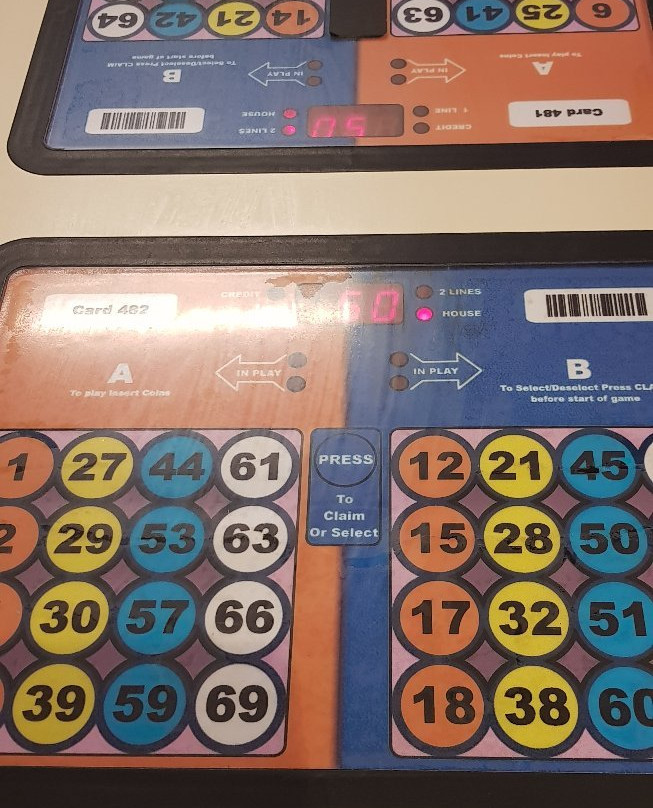 64 42 21 14
63 41 25 6
B
To Select/Deselect Press CLAIM
before start of game
IN PLAY
IN PLAY
A
To play Insert Coins
HOUSE
2 LINES
50
1 LINE
CREDIT
Card 481
Card 482
CREDIT
50
2 LINES
HOUSE
A
To play Insert Coins
IN PLAY
IN PLAY
B
To Select/Deselect Press CLA
before start of game
1 27 44 61
2 29 53 63
30 57 66
39 59 69
PRESS
To
Claim
Or Select
12 21 45
15 28 50
17 32 51
18 38 60